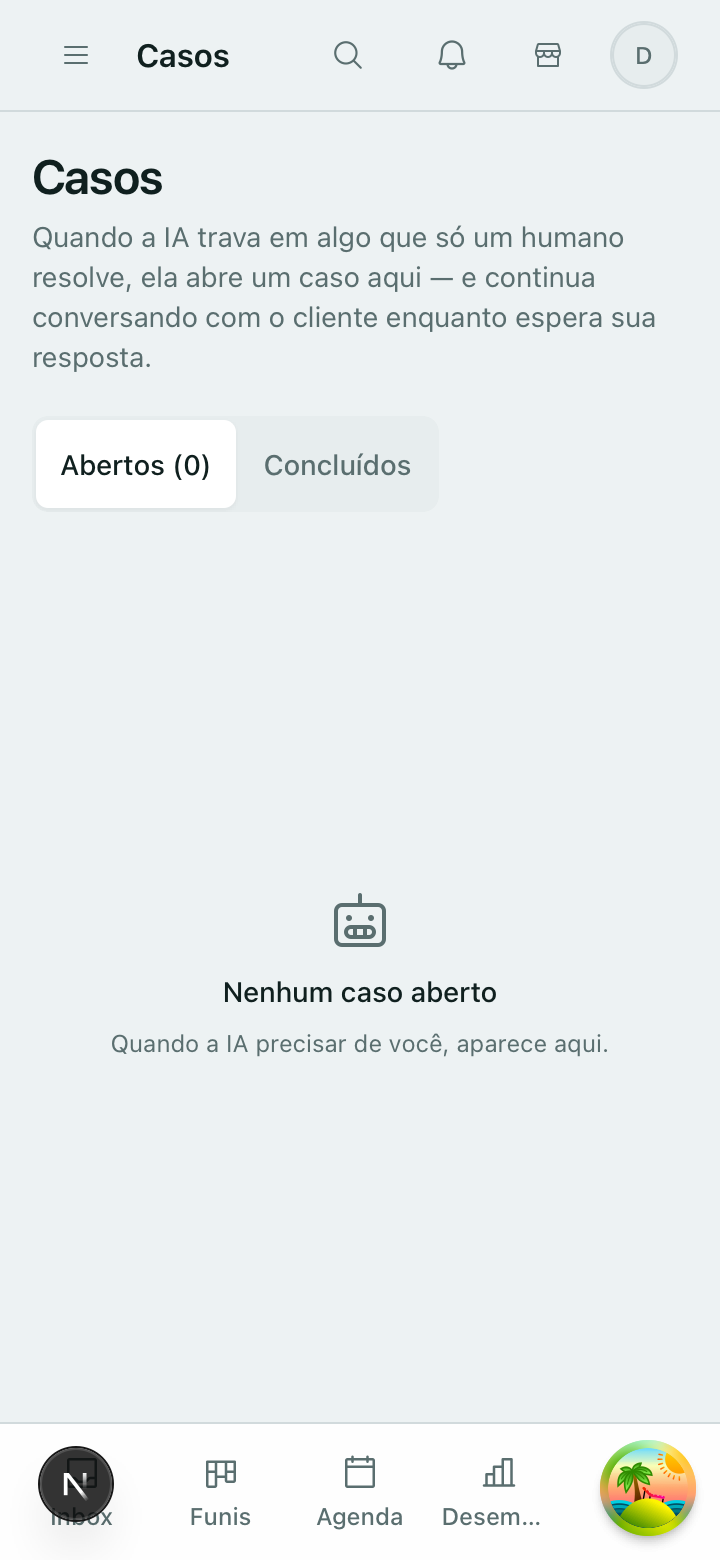 Casos
D
Casos
Quando a IA trava em algo que só um humano
resolve, ela abre um caso aqui — e continua
conversando com o cliente enquanto espera sua
resposta.
Abertos (0)
Concluídos
Nenhum caso aberto
Quando a IA precisar de você, aparece aqui.
N
Inbox
Funis
Agenda
Desem...